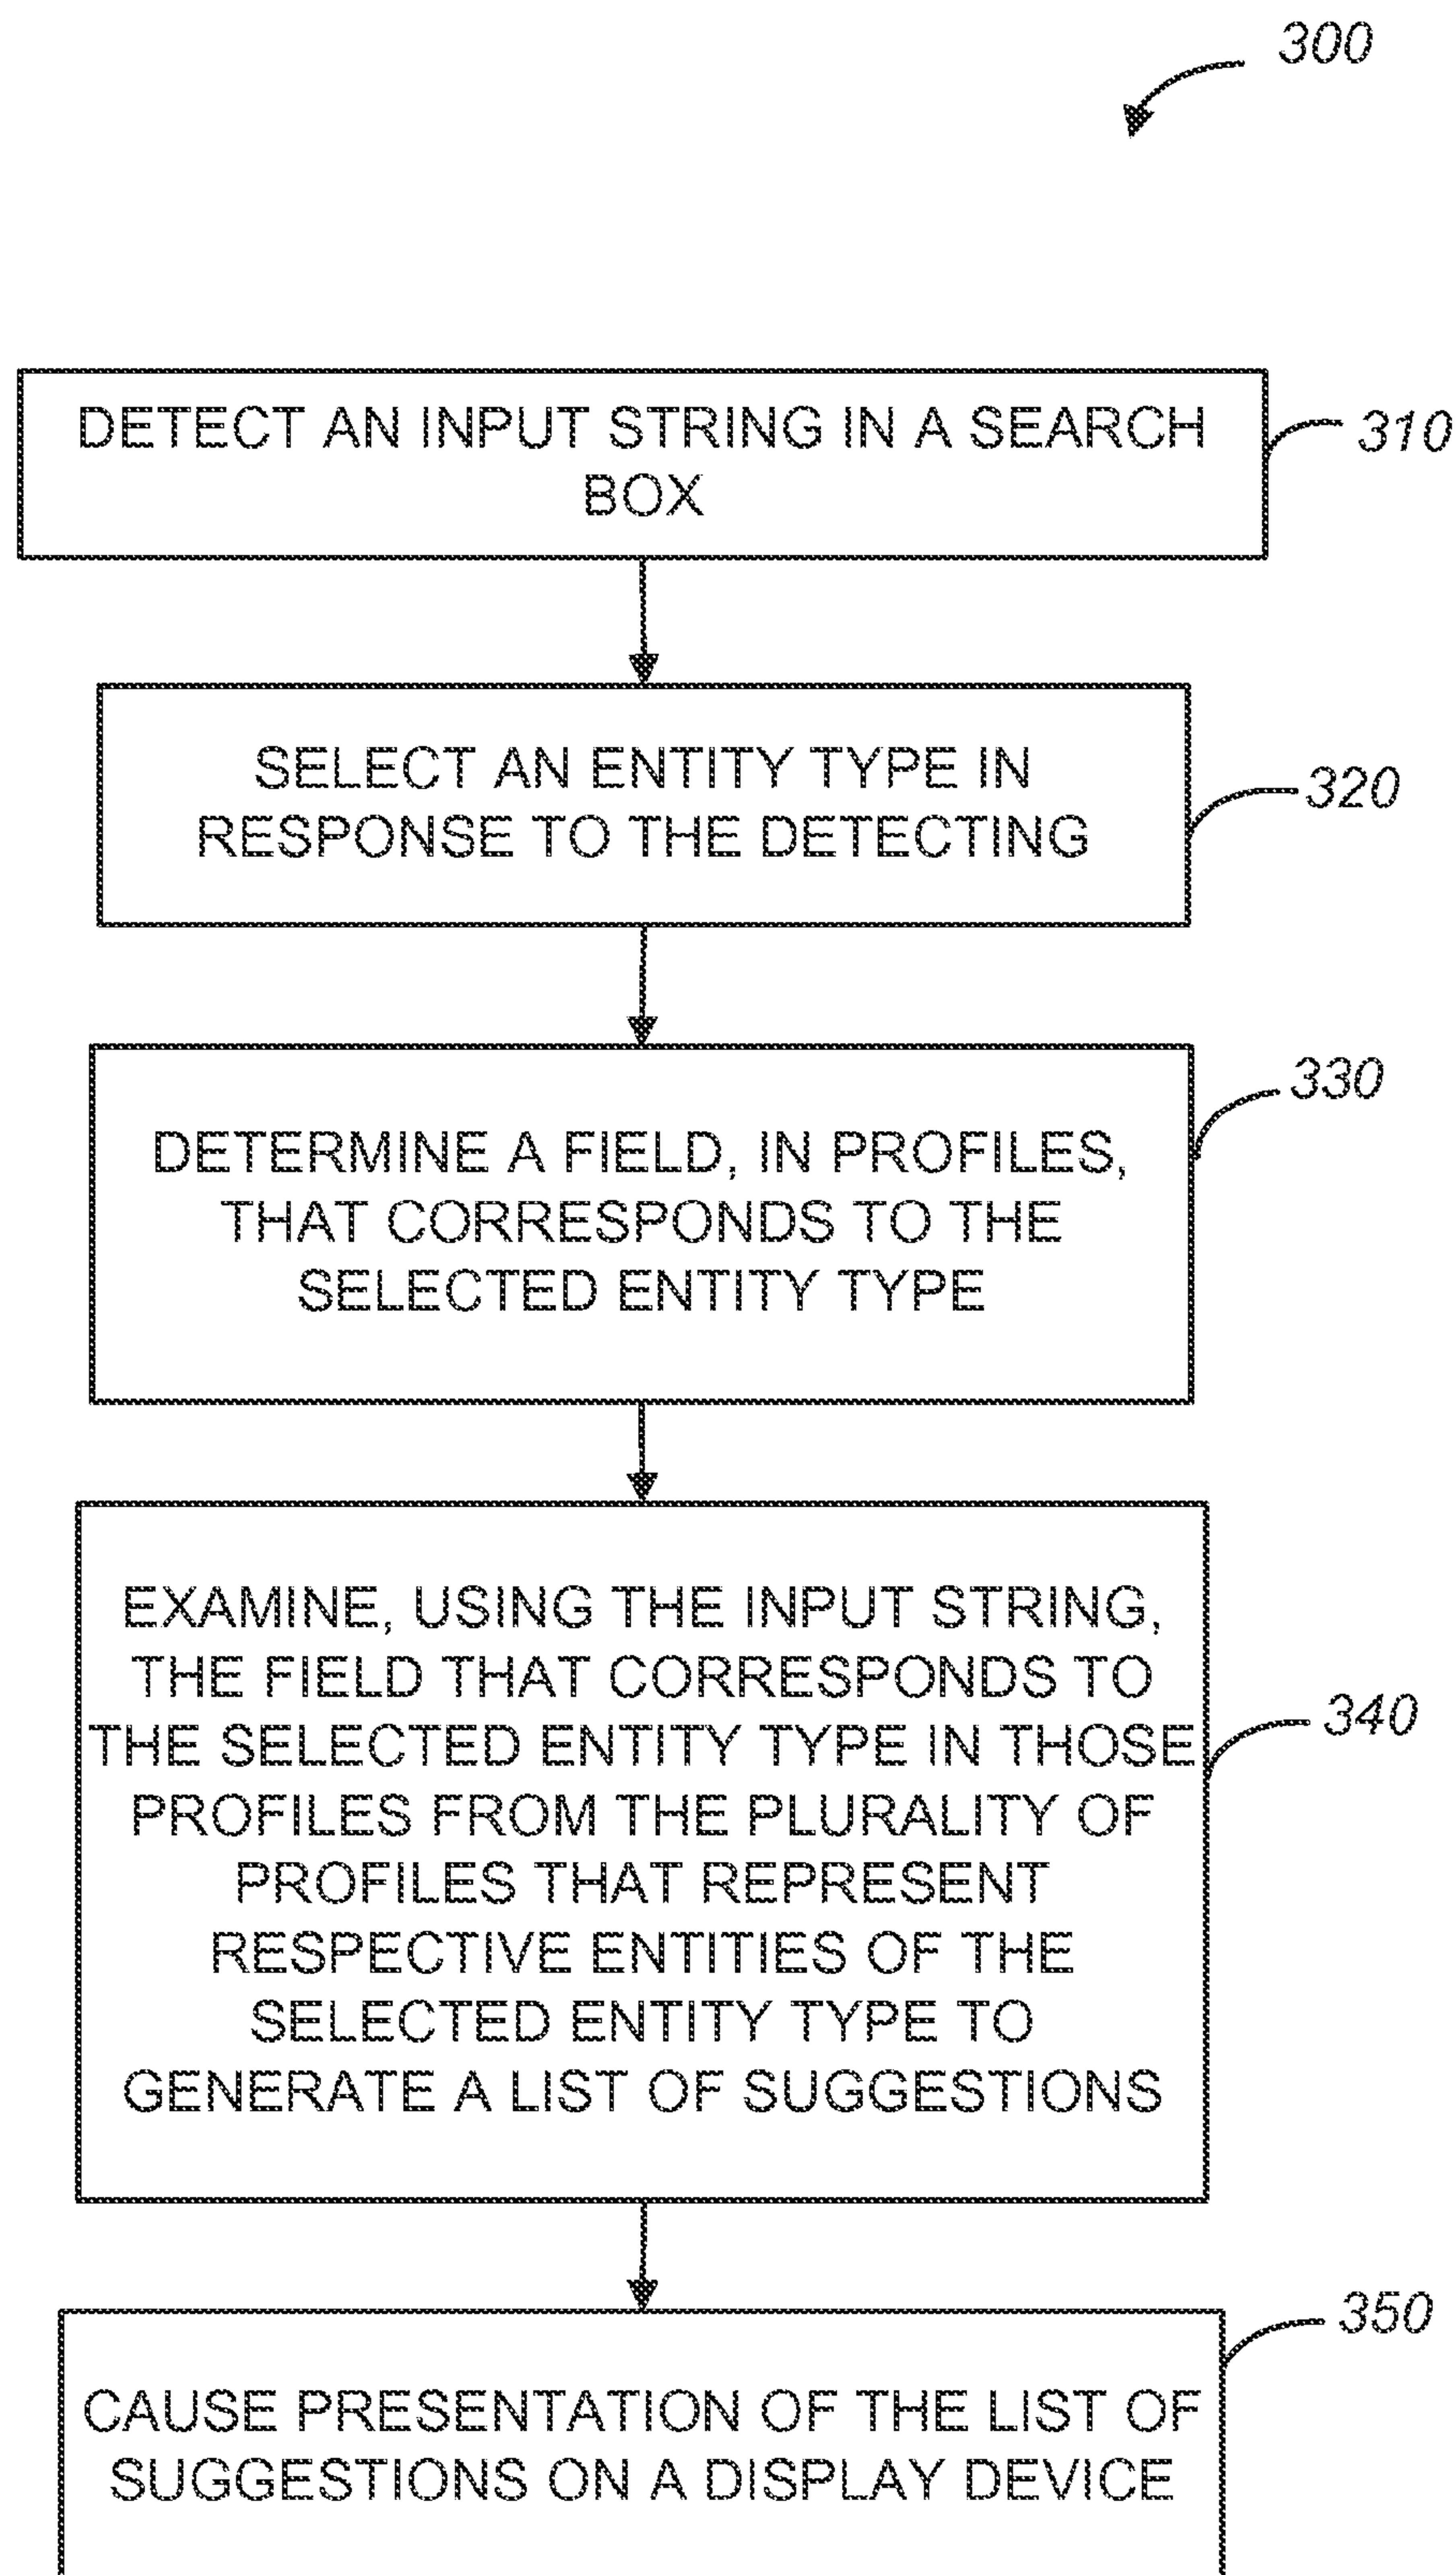 300
DETECT AN INPUT STRING IN A SEARCH
BOX
310
SELECT AN ENTITY TYPE IN
RESPONSE TO THE DETECTING
320
DETERMINE A FIELD, IN PROFILES,
THAT CORRESPONDS TO THE
SELECTED ENTITY TYPE
330
EXAMINE, USING THE INPUT STRING,
THE FIELD THAT CORRESPONDS TO
THE SELECTED ENTITY TYPE IN THOSE
PROFILES FROM THE PLURALITY OF
PROFILES THAT REPRESENT
RESPECTIVE ENTITIES OF THE
SELECTED ENTITY TYPE TO
GENERATE A LIST OF SUGGESTIONS
340
CAUSE PRESENTATION OF THE LIST OF
SUGGESTIONS ON A DISPLAY DEVICE
350